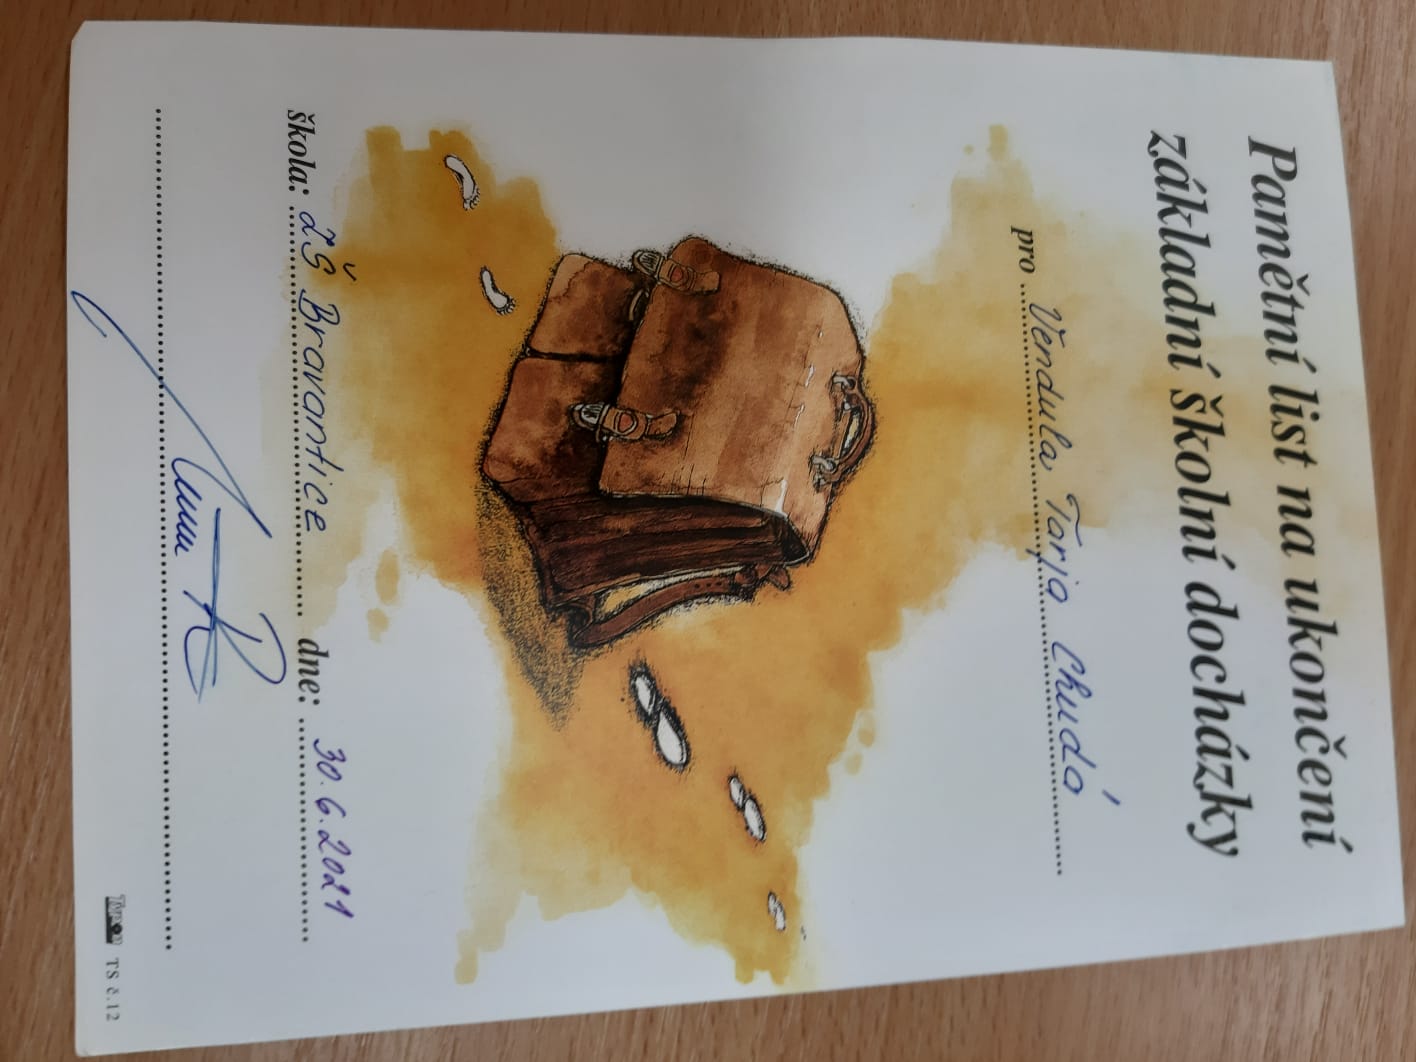 Pamětní list na ukončení
základní školní docházky
pro Vendula Tarja Chudá
škola: ZŠ Bravantice dne: 30.6.2021
TS č.12